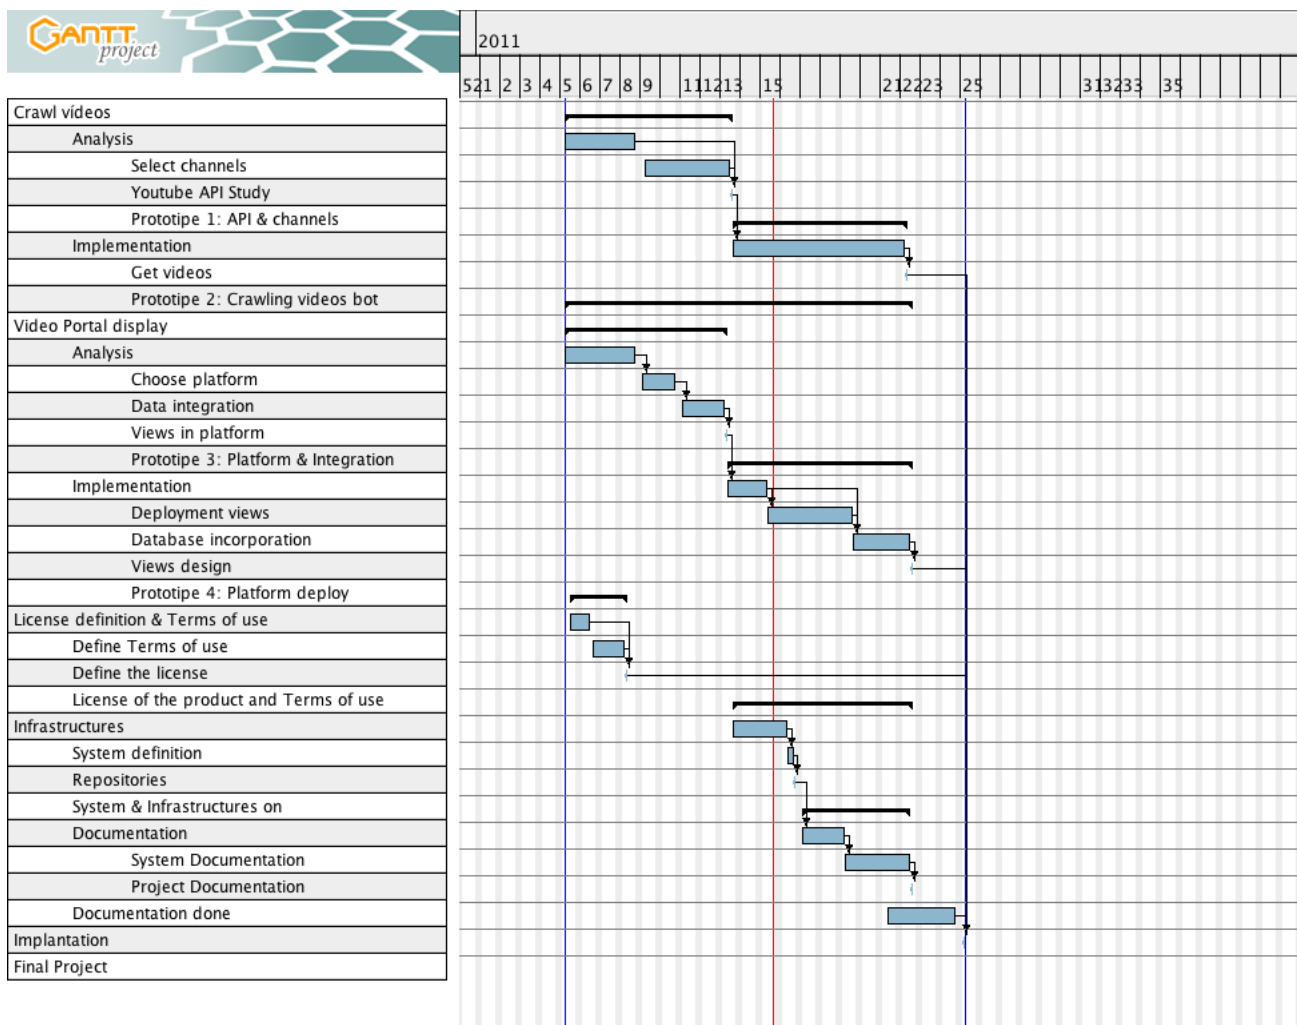 GANTT
project
2011
52 1 2 3 4 5 6 7 8 9 11 12 13 15 21 22 23 25 31 32 33 35
Crawl vídeos
Analysis
Select channels
Youtube API Study
Prototipe 1: API & channels
Implementation
Get videos
Prototipe 2: Crawling videos bot
Video Portal display
Analysis
Choose platform
Data integration
Views in platform
Prototipe 3: Platform & Integration
Implementation
Deployment views
Database incorporation
Views design
Prototipe 4: Platform deploy
License definition & Terms of use
Define Terms of use
Define the license
License of the product and Terms of use
Infrastructures
System definition
Repositories
System & Infrastructures on
Documentation
System Documentation
Project Documentation
Documentation done
Implantation
Final Project